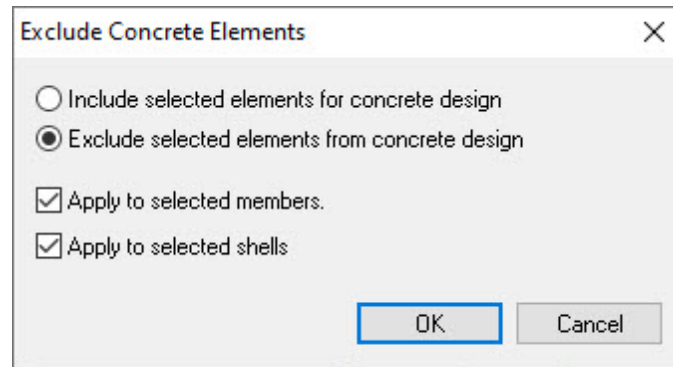 Exclude Concrete Elements
Include selected elements for concrete design
Exclude selected elements from concrete design
Apply to selected members.
Apply to selected shells
OK Cancel